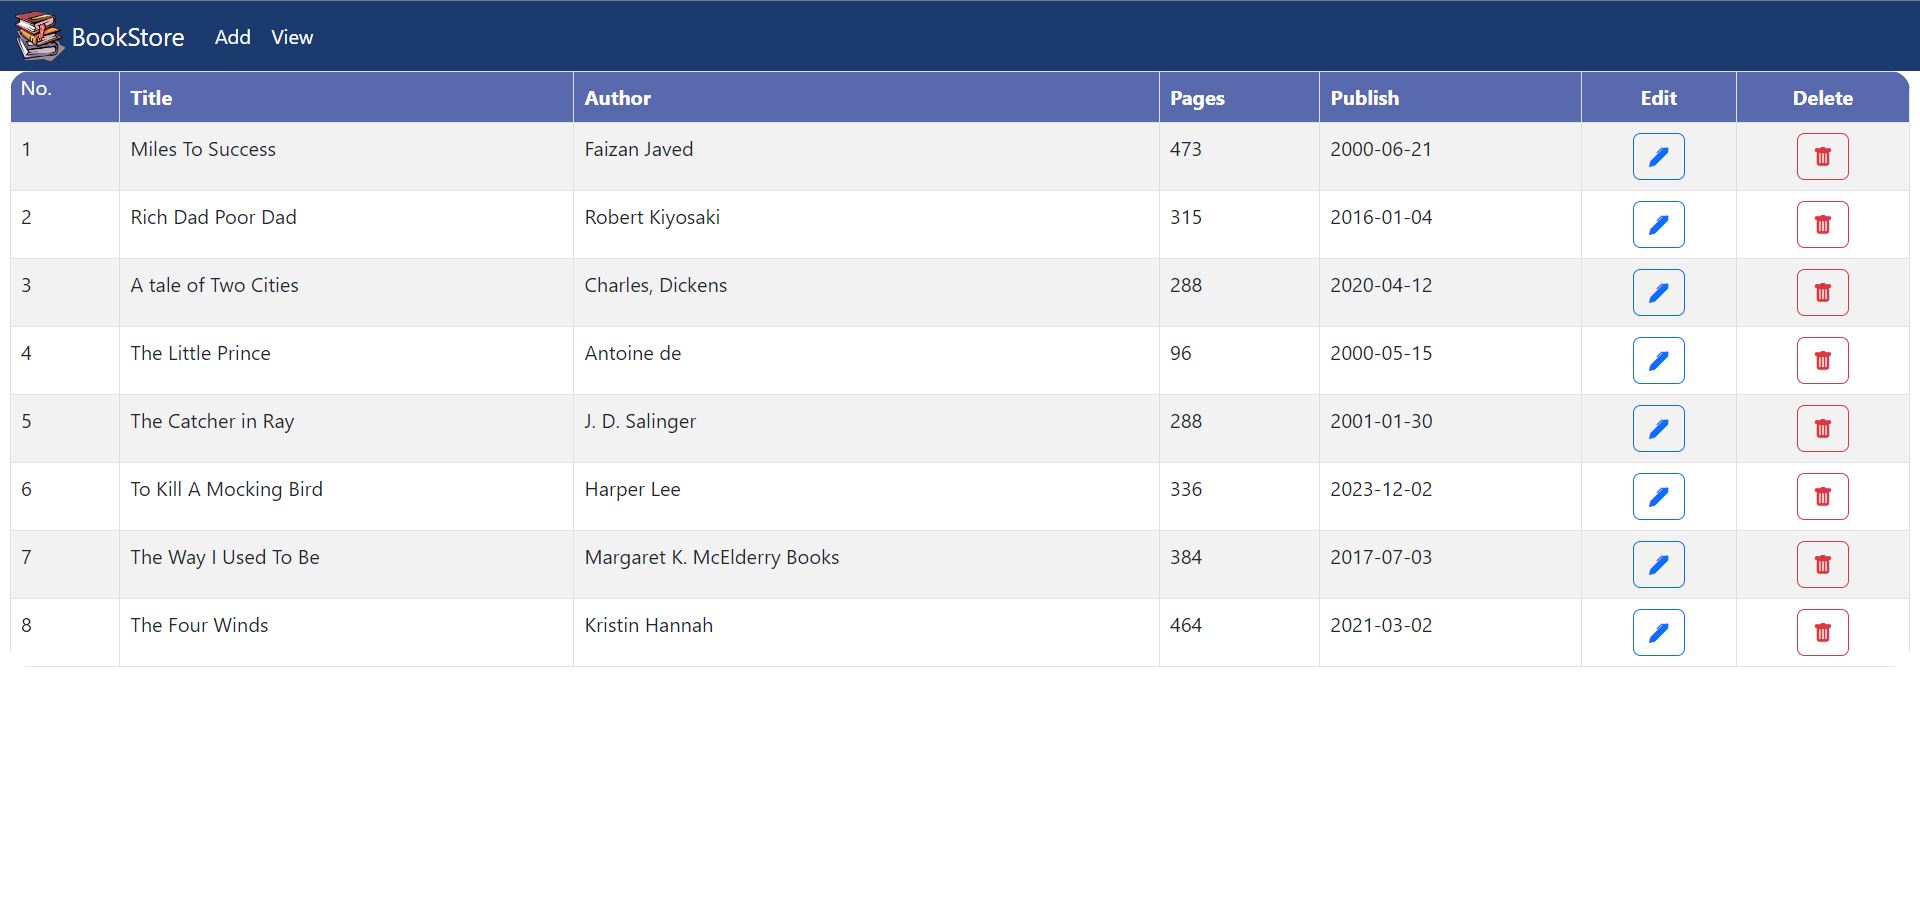 BookStore Add View
No. Title Author Pages Publish Edit Delete
1 Miles To Success Faizan Javed 473 2000-06-21
2 Rich Dad Poor Dad Robert Kiyosaki 315 2016-01-04
3 A tale of Two Cities Charles, Dickens 288 2020-04-12
4 The Little Prince Antoine de 96 2000-05-15
5 The Catcher in Ray J. D. Salinger 288 2001-01-30
6 To Kill A Mocking Bird Harper Lee 336 2023-12-02
7 The Way I Used To Be Margaret K. McElderry Books 384 2017-07-03
8 The Four Winds Kristin Hannah 464 2021-03-02